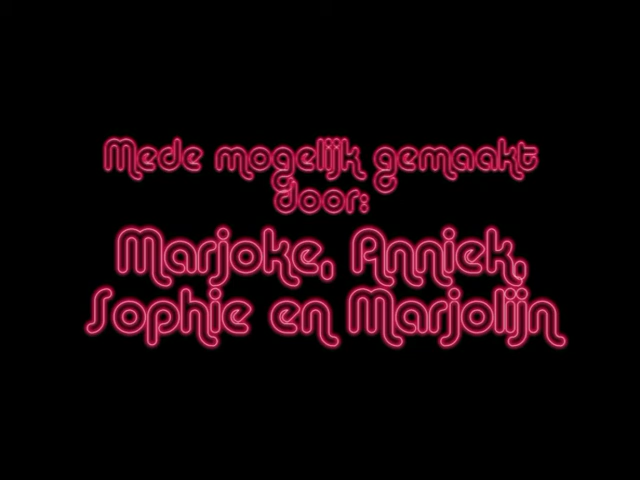 Mede mogelijk gemaakt
door:
Marjoke, Anniek,
Sophie en Marjolijn